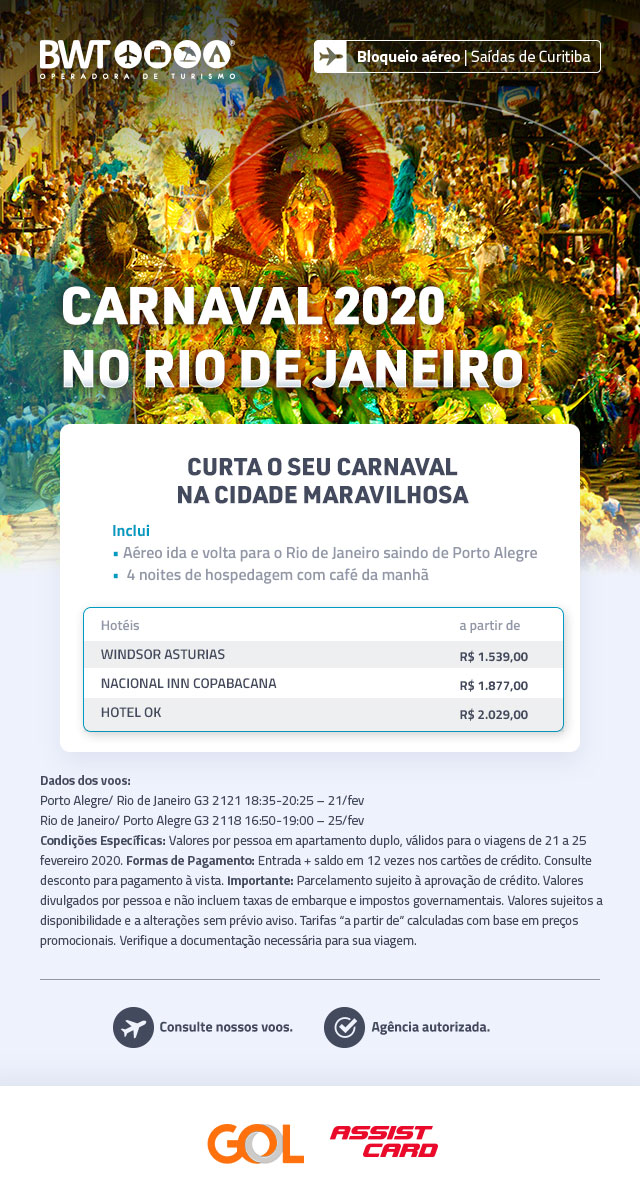 BWT
OPERADORA DE TURISMO
Bloqueio aéreo | Saídas de Curitiba
CARNAVAL 2020
NO RIO DE JANEIRO
CURTA O SEU CARNAVAL
NA CIDADE MARAVILHOSA
Inclui
• Aéreo ida e volta para o Rio de Janeiro saindo de Porto Alegre
• 4 noites de hospedagem com café da manhã
Hotéis a partir de
WINDSOR ASTURIAS R$ 1.539,00
NACIONAL INN COPABACANA R$ 1.877,00
HOTEL OK R$ 2.029,00
Dados dos voos:
Porto Alegre/ Rio de Janeiro G3 2121 18:35-20:25 – 21/fev
Rio de Janeiro/ Porto Alegre G3 2118 16:50-19:00 – 25/fev
Condições Específicas: Valores por pessoa em apartamento duplo, válidos para o viagens de 21 a 25
fevereiro 2020. Formas de Pagamento: Entrada + saldo em 12 vezes nos cartões de crédito. Consulte
desconto para pagamento à vista. Importante: Parcelamento sujeito à aprovação de crédito. Valores
divulgados por pessoa e não incluem taxas de embarque e impostos governamentais. Valores sujeitos a
disponibilidade e a alterações sem prévio aviso. Tarifas “a partir de” calculadas com base em preços
promocionais. Verifique a documentação necessária para sua viagem.
Consulte nossos voos.
Agência autorizada.
GOL
ASSIST
CARD